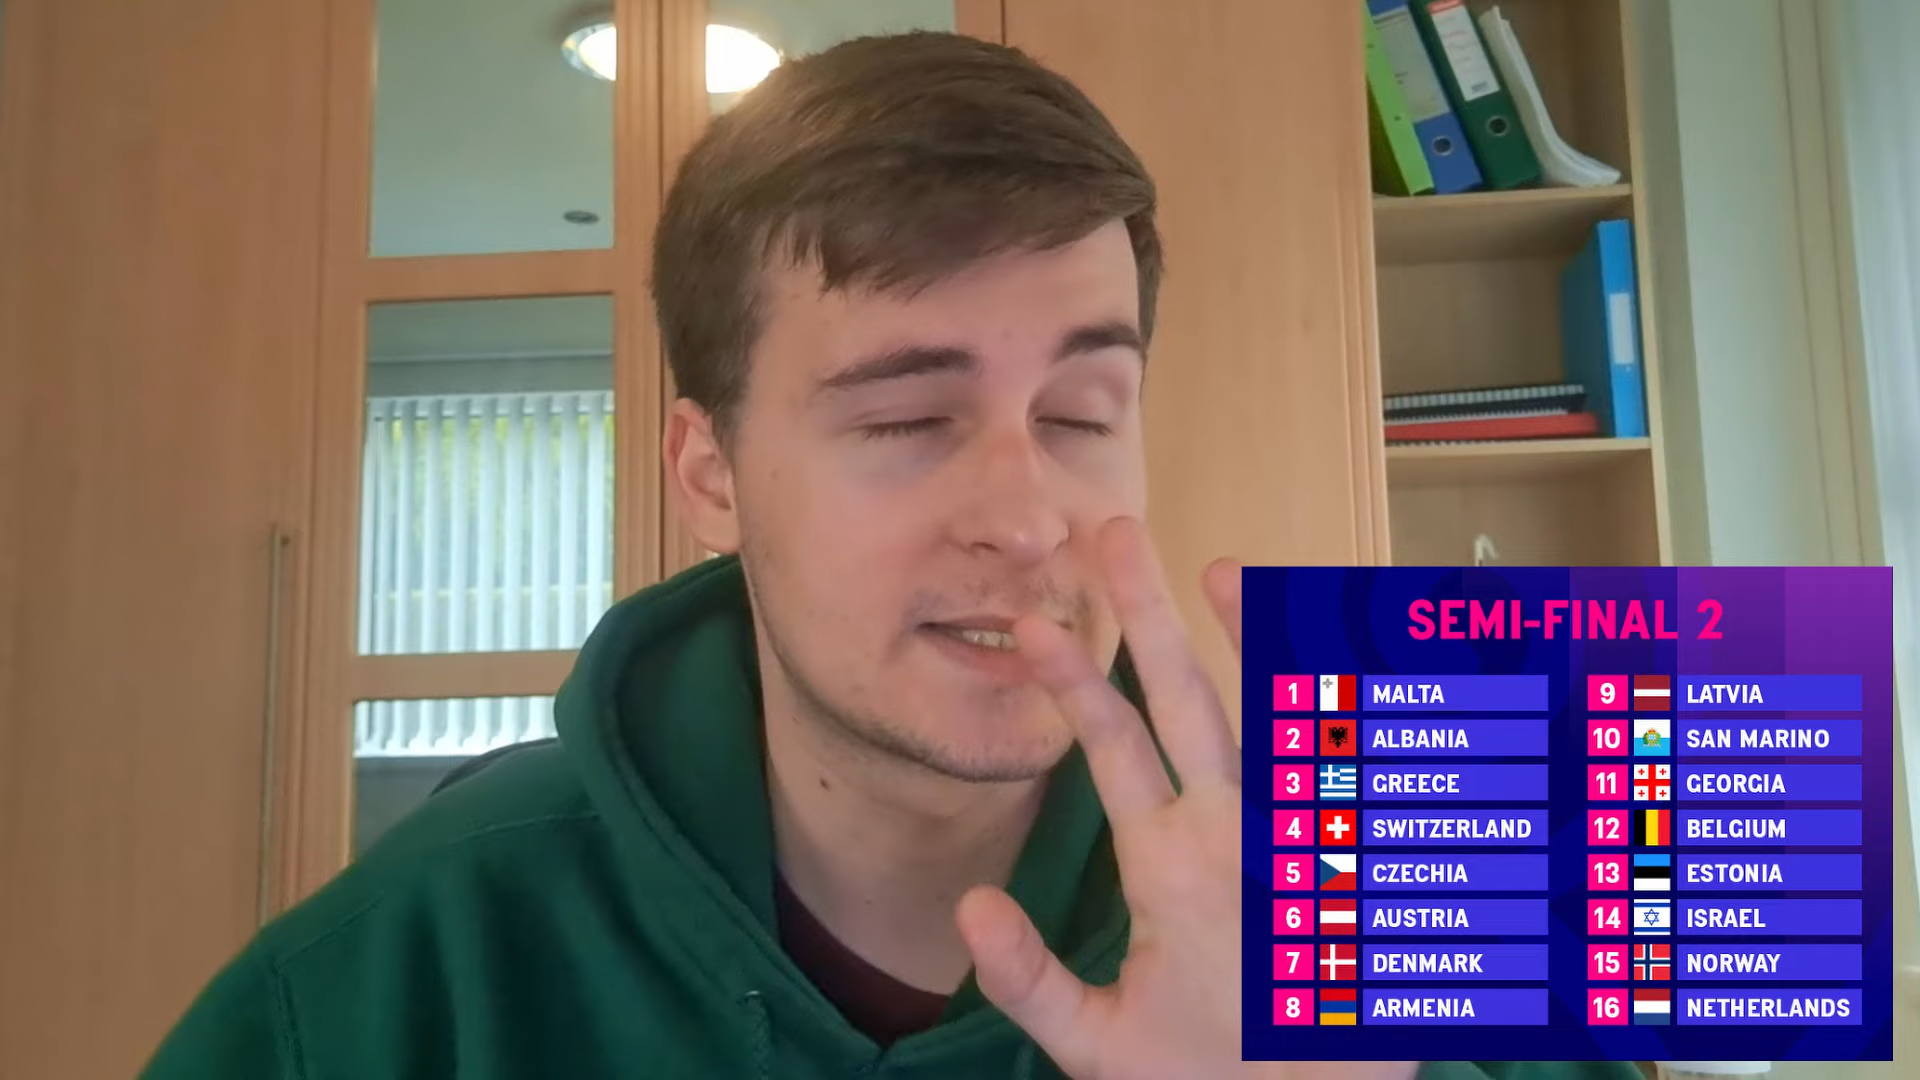 SEMI-FINAL 2
1 MALTA
2 ALBANIA
3 GREECE
4 SWITZERLAND
5 CZECHIA
6 AUSTRIA
7 DENMARK
8 ARMENIA
9 LATVIA
10 SAN MARINO
11 GEORGIA
12 BELGIUM
13 ESTONIA
14 ISRAEL
15 NORWAY
16 NETHERLANDS